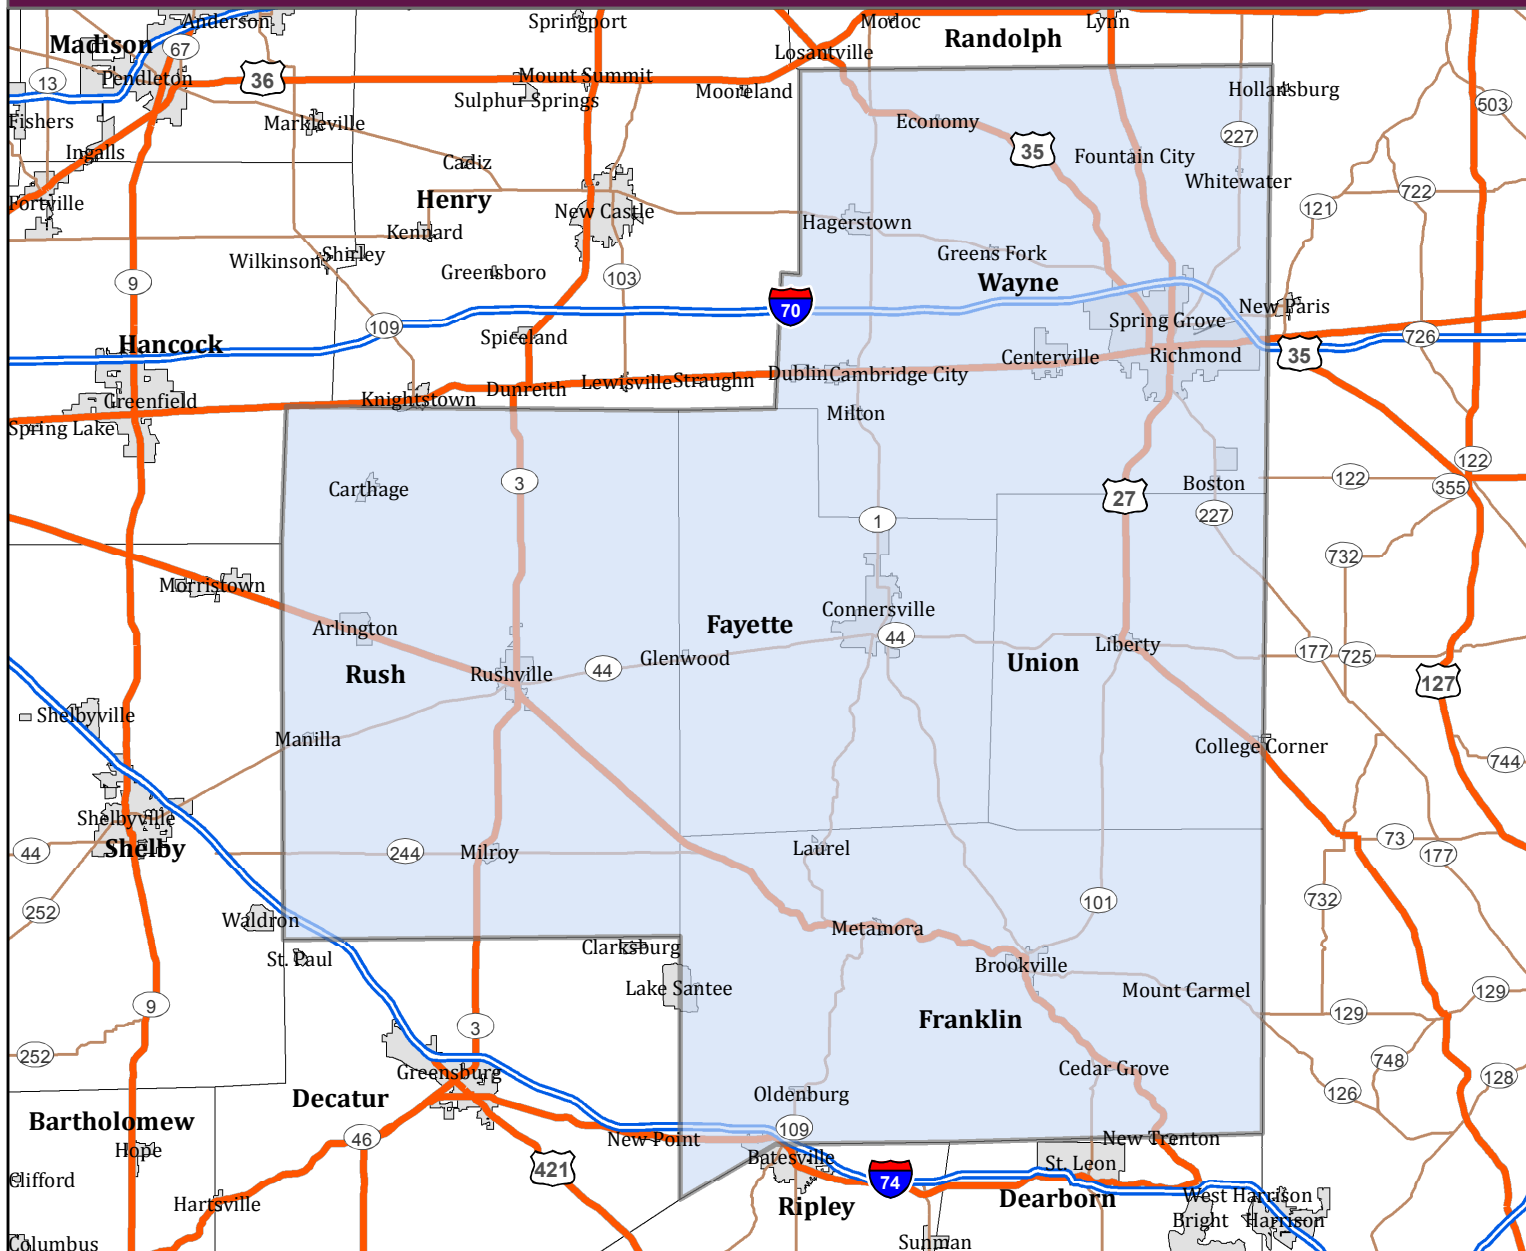 Anderson
Springport
Modoc
Lynn
Madison
67
Losantville
Randolph
13
Pendleton
36
Mount Summit
Mooreland
Hollansburg
Sulphur Springs
503
Fishers
Markleville
Economy
227
Ingalls
Cadiz
35
Fountain City
Whitewater
722
Fortville
Henry
New Castle
121
Kennard
Hagerstown
Wilkinson
Shirley
Greens Fork
Greensboro
103
Wayne
9
70
New Paris
109
Spring Grove
Hancock
Spiceland
726
35
Centerville
Richmond
Dublin
Cambridge City
Lewisville
Straughn
Dunreith
Knightstown
Greenfield
Milton
Spring Lake
122
122
Carthage
3
Boston
355
27
227
1
732
Morristown
Connersville
Arlington
Fayette
44
Liberty
177
725
Glenwood
Union
44
Rush
Rushville
127
Shelbyville
Manilla
College Corner
744
Shelbyville
73
Shelby
44
244
Milroy
Laurel
177
252
732
101
Waldron
Metamora
Clarksburg
St. Paul
Brookville
Lake Santee
Mount Carmel
129
9
129
Franklin
3
252
748
Greensburg
Cedar Grove
128
Oldenburg
126
Decatur
Bartholomew
109
46
New Point
New Trenton
Hope
Batesville
St. Leon
421
Clifford
74
Hartsville
Ripley
Dearborn
West Harrison
Bright
Harrison
Columbus
Sunman